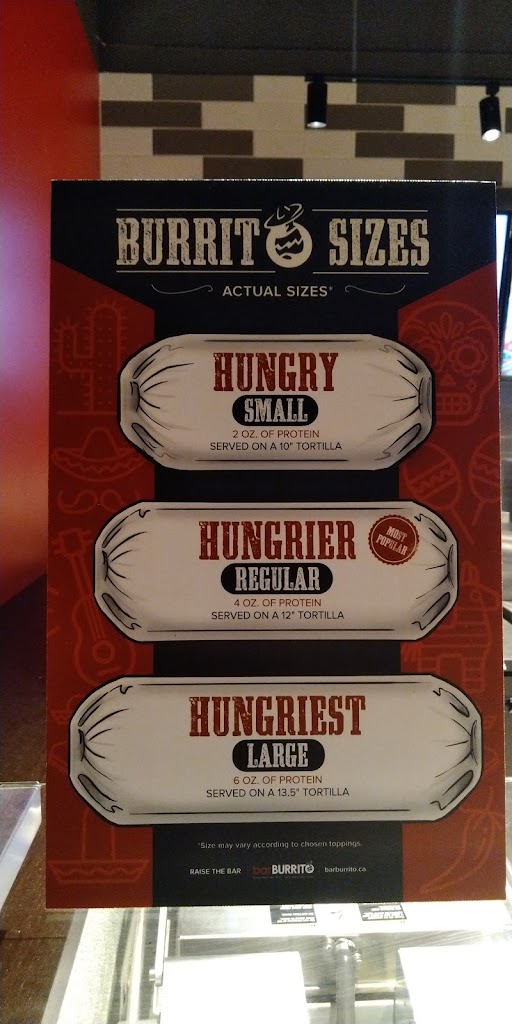 BURRITO SIZES
ACTUAL SIZES*
HUNGRY
SMALL
2 OZ. OF PROTEIN
SERVED ON A 10" TORTILLA
HUNGRIER
MOST POPULAR
REGULAR
4 OZ. OF PROTEIN
SERVED ON A 12" TORTILLA
HUNGRIEST
LARGE
6 OZ. OF PROTEIN
SERVED ON A 13.5" TORTILLA
*Size may vary according to chosen toppings.
RAISE THE BAR barBURRITO barburrito.ca